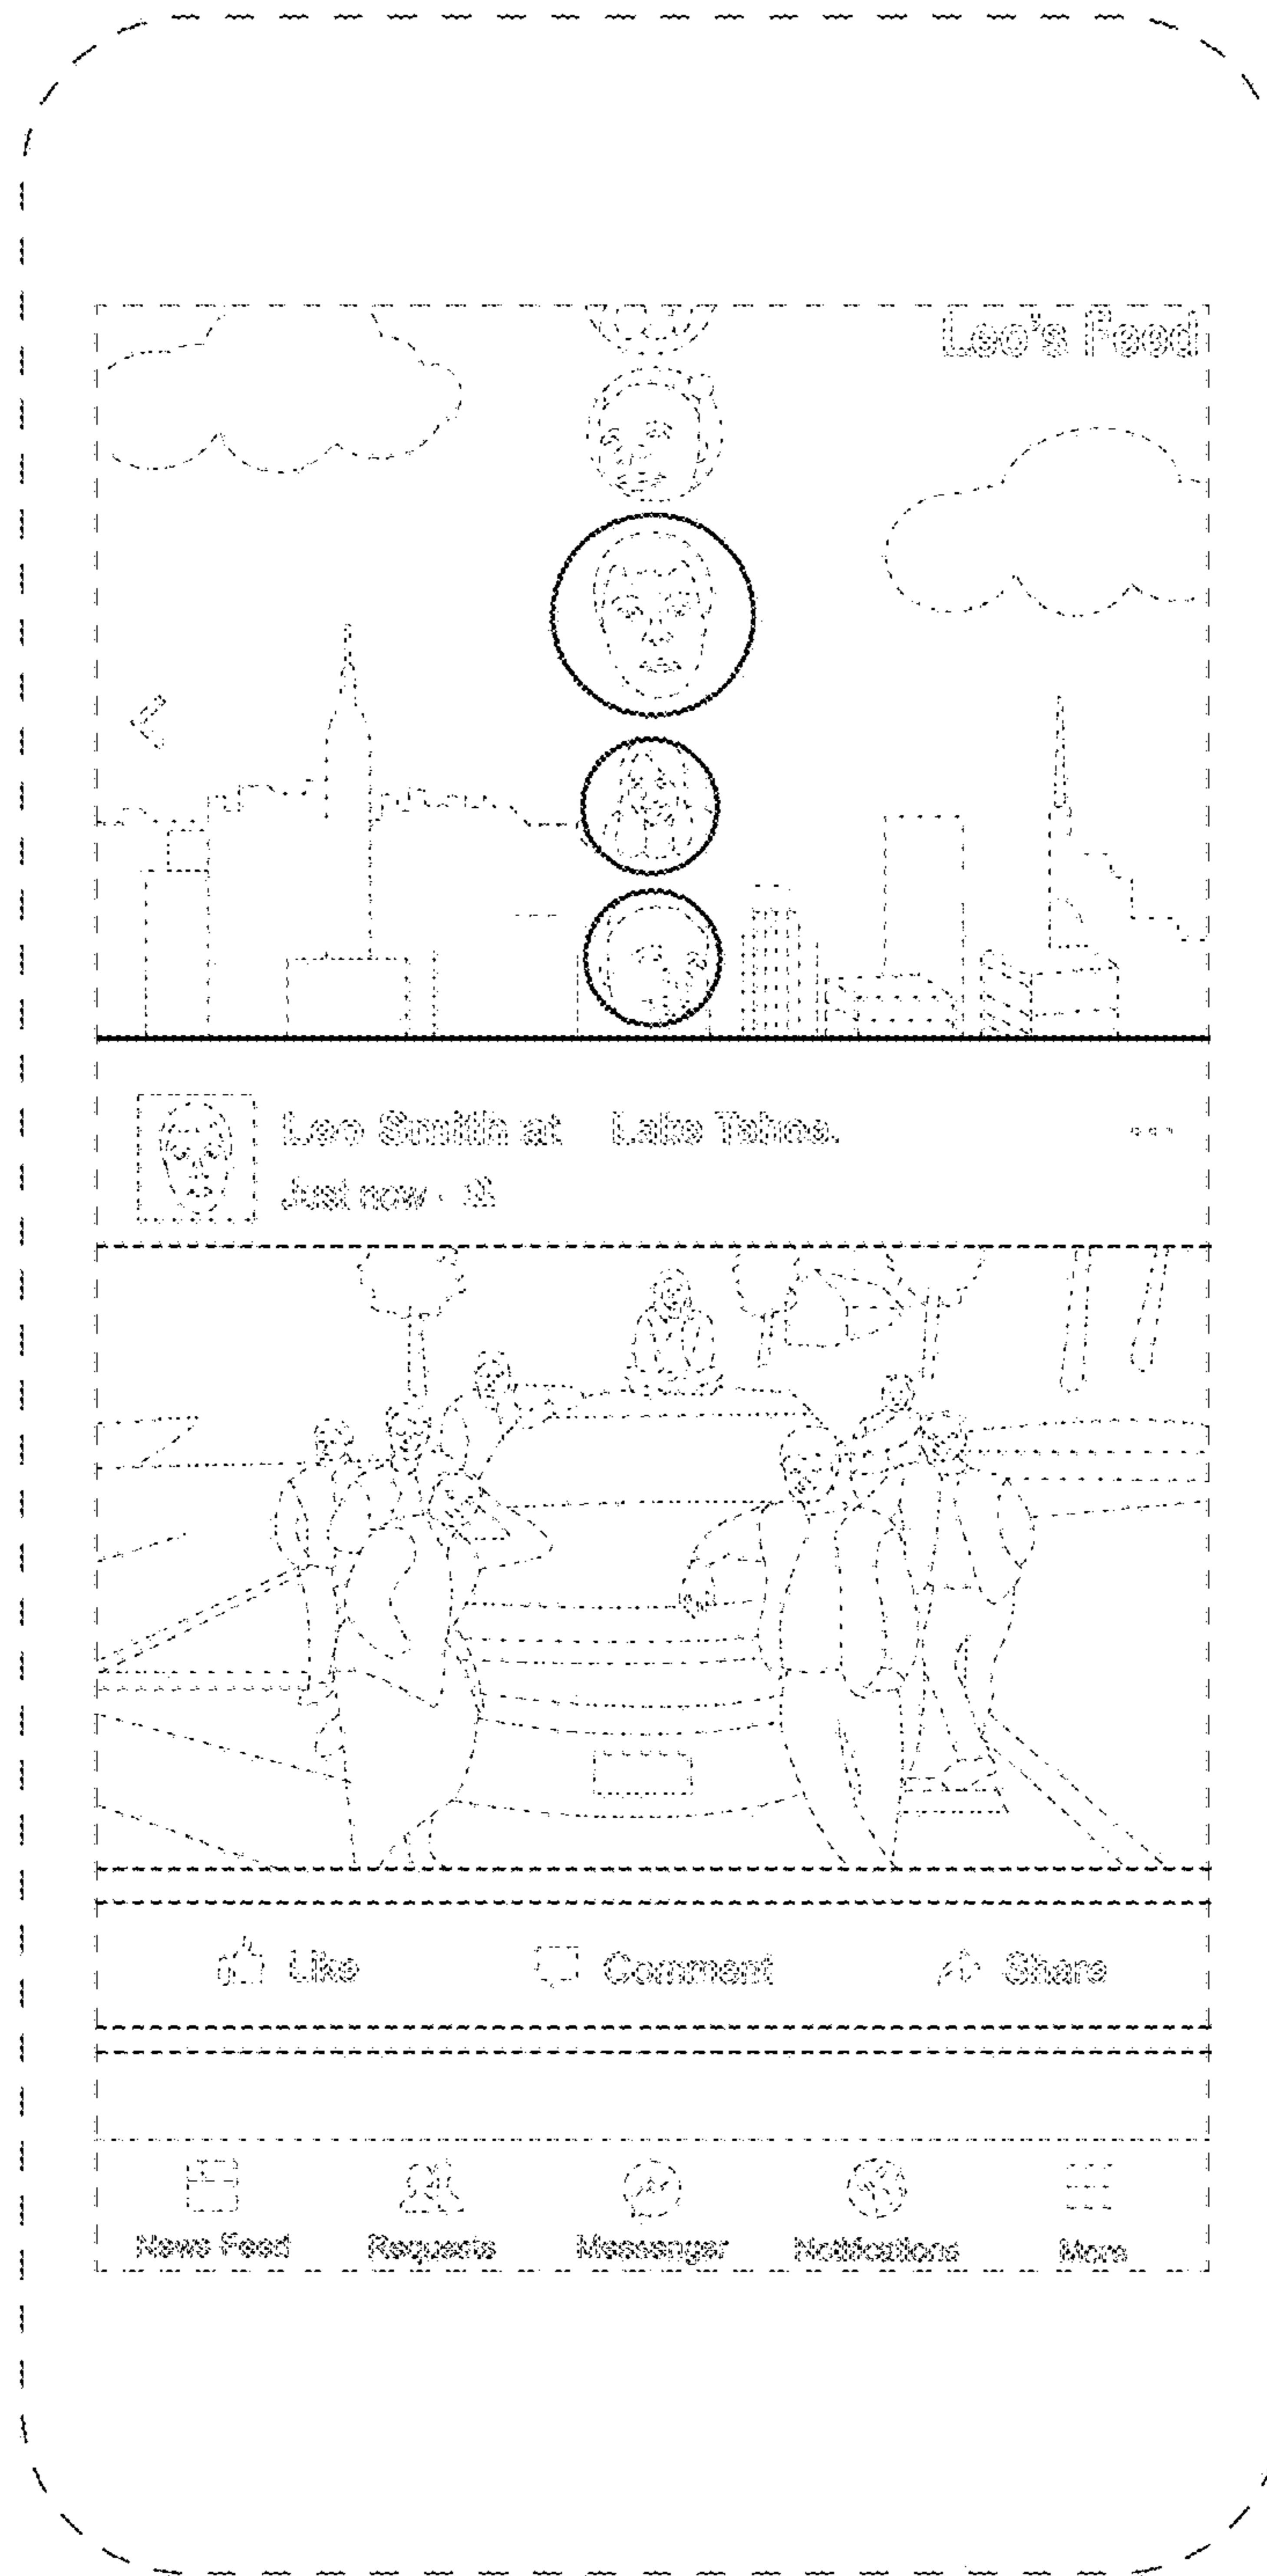 Leo's Feed
Leo Smith at Lake Tahoe.
Just now ·
Like Comment Share
News Feed Requests Messenger Notifications More